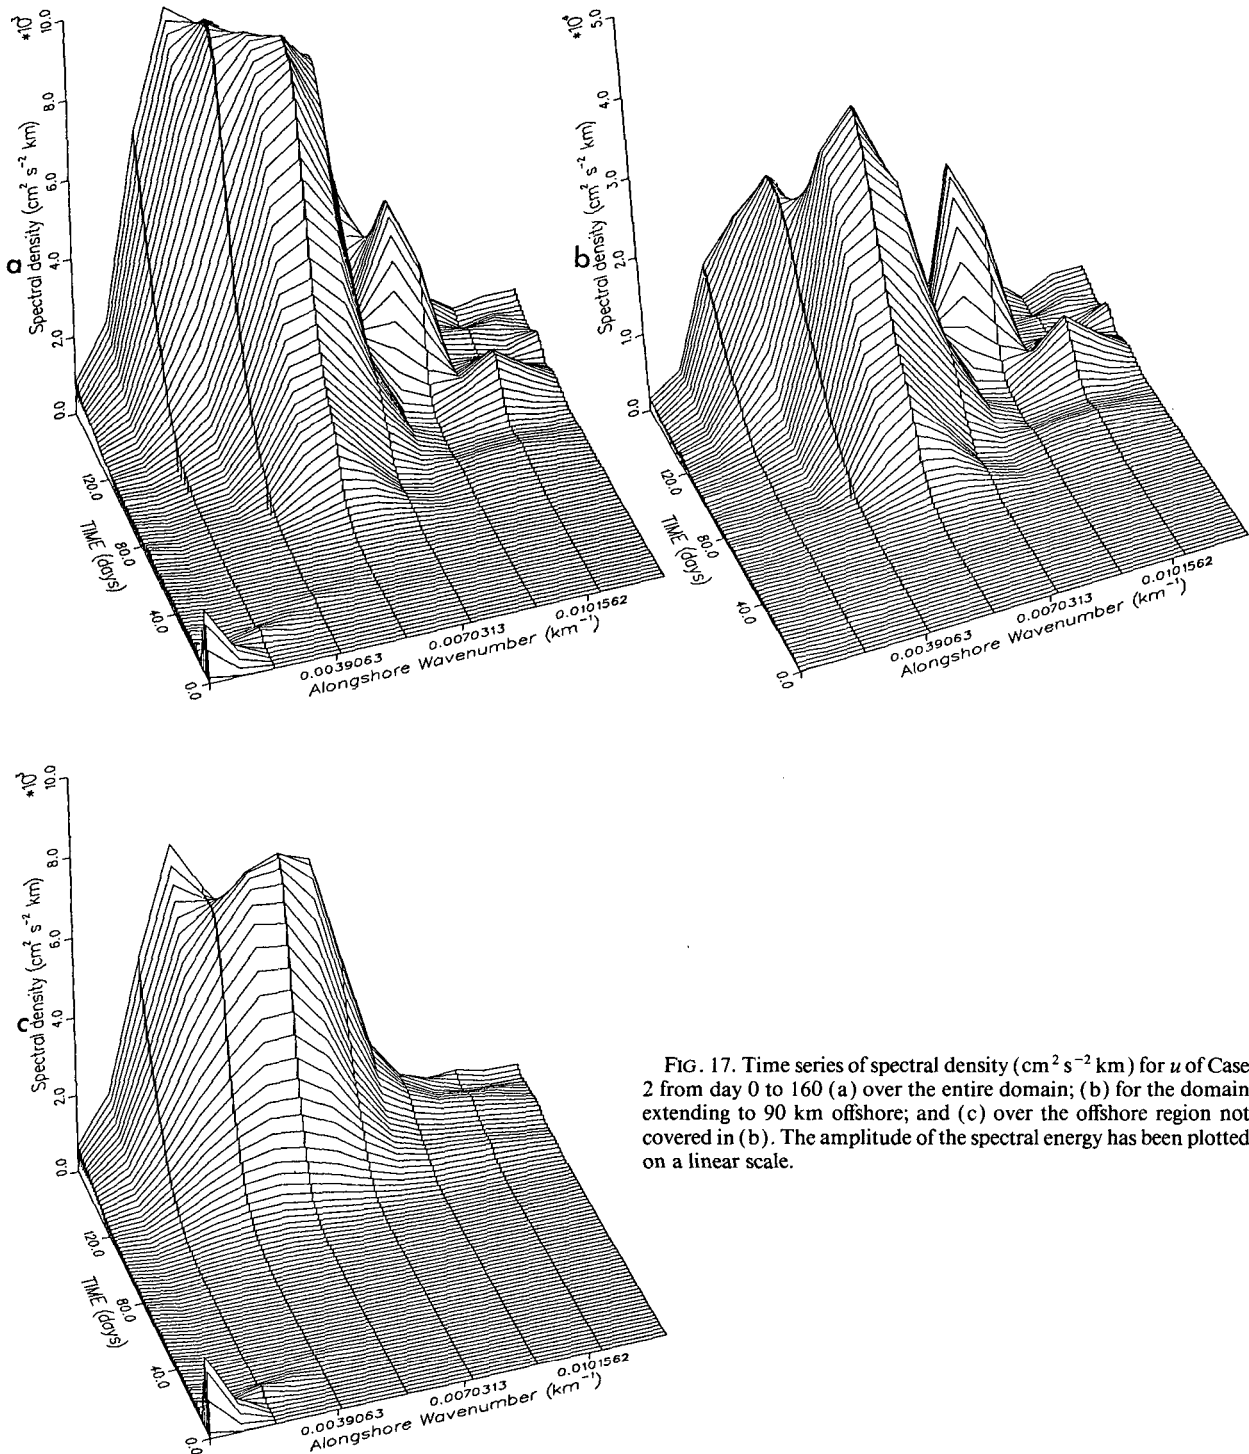 *10³
10.0
8.0
6.0
4.0
2.0
0.0
Spectral density (cm² s⁻² km)
a
120.0
80.0
40.0
0.0
TIME (days)
0.0039063
0.0070313
0.0101562
Alongshore Wavenumber (km⁻¹)
5.0
4.0
3.0
2.0
1.0
0.0
Spectral density (cm² s⁻² km)
b
120.0
80.0
40.0
0.0
TIME (days)
0.0039063
0.0070313
0.0101562
Alongshore Wavenumber (km⁻¹)
*10³
10.0
8.0
6.0
4.0
2.0
0.0
Spectral density (cm² s⁻² km)
c
120.0
80.0
40.0
0.0
TIME (days)
0.0039063
0.0070313
0.0101562
Alongshore Wavenumber (km⁻¹)
FIG. 17. Time series of spectral density (cm² s⁻² km) for u of Case
2 from day 0 to 160 (a) over the entire domain; (b) for the domain
extending to 90 km offshore; and (c) over the offshore region not
covered in (b). The amplitude of the spectral energy has been plotted
on a linear scale.